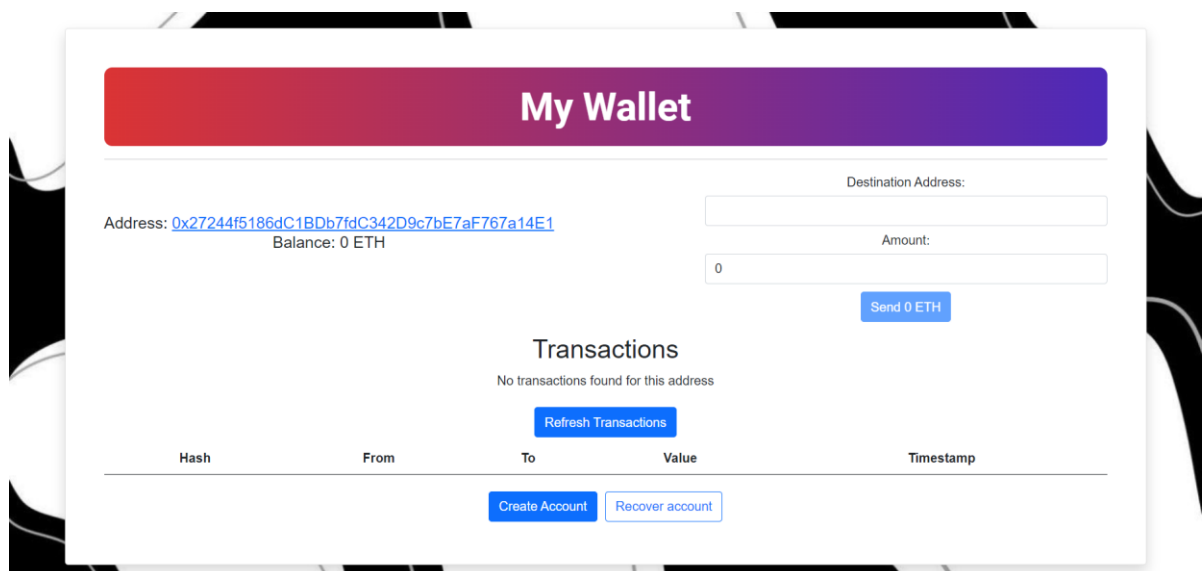 My Wallet
Address: 0x27244f5186dC1BDb7fdC342D9c7bE7aF767a14E1
Balance: 0 ETH
Destination Address:
Amount:
0
Send 0 ETH
Transactions
No transactions found for this address
Refresh Transactions
Hash From To Value Timestamp
Create Account Recover account